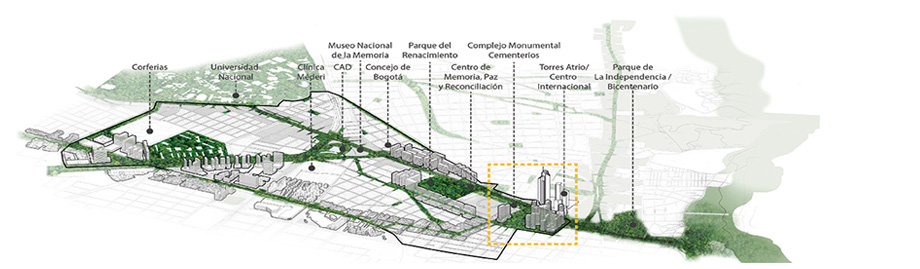 Corferias
Universidad
Nacional
Clínica
Méderi
Museo Nacional
de la Memoria
CAD
Concejo de
Bogotá
Parque del
Renacimiento
Centro de
Memoria, Paz
y Reconciliación
Complejo Monumental
Cementerios
Torres Atrio/
Centro
Internacional
Parque de
La Independencia /
Bicentenario